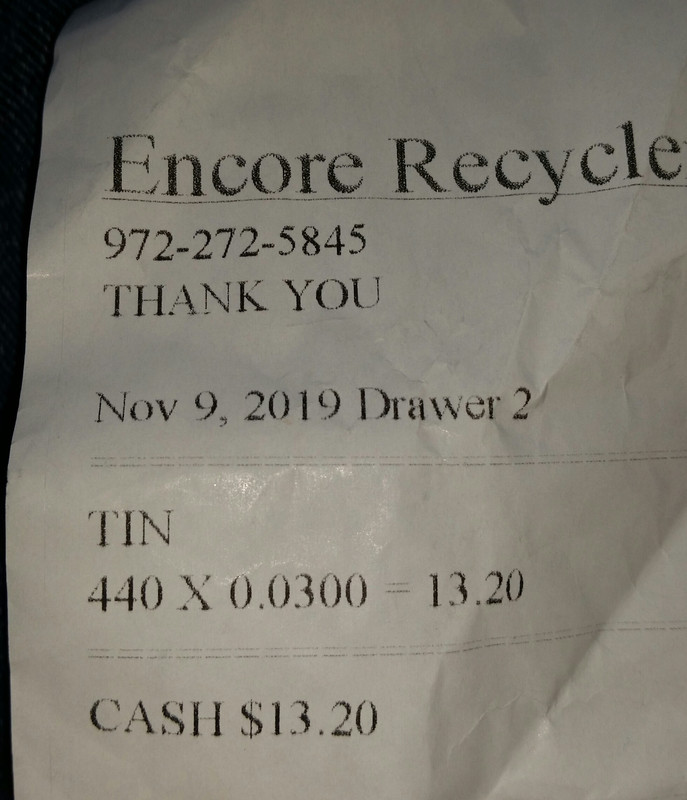 Encore Recycle
972-272-5845
THANK YOU
Nov 9, 2019 Drawer 2
TIN
440 X 0.0300 = 13.20
CASH $13.20